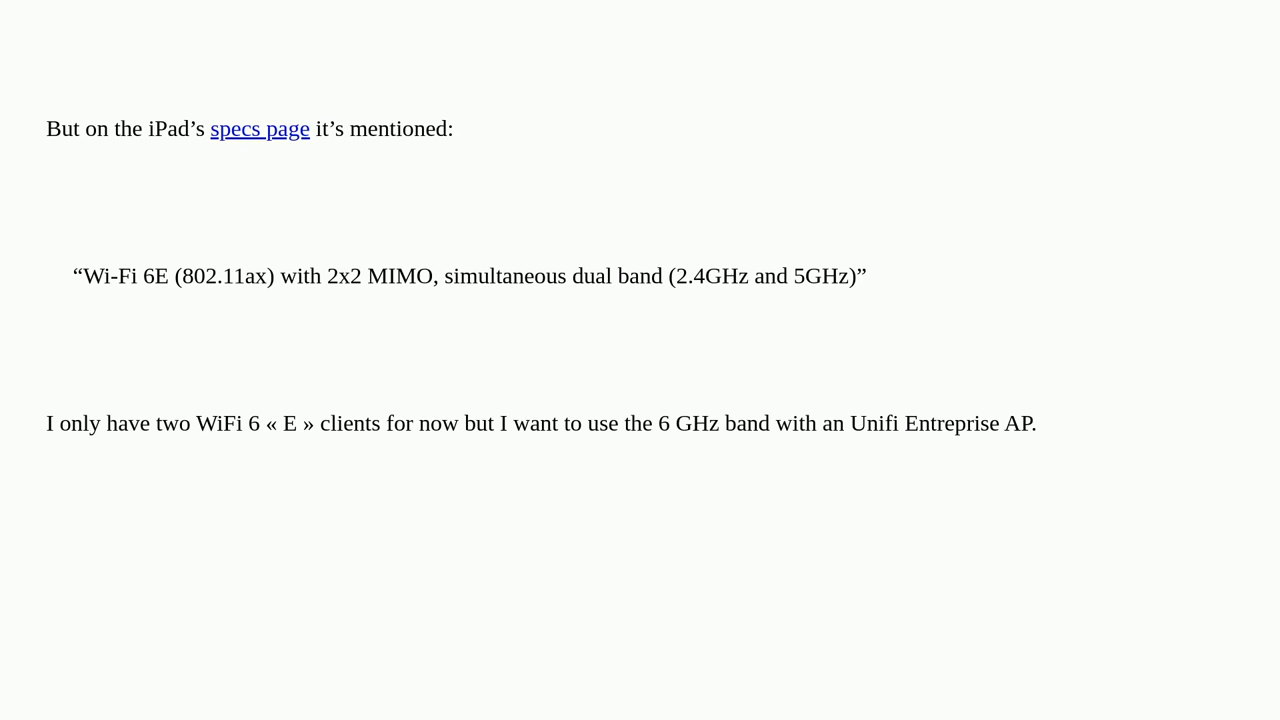 But on the iPad’s specs page it’s mentioned:
“Wi-Fi 6E (802.11ax) with 2x2 MIMO, simultaneous dual band (2.4GHz and 5GHz)”
I only have two WiFi 6 « E » clients for now but I want to use the 6 GHz band with an Unifi Entreprise AP.